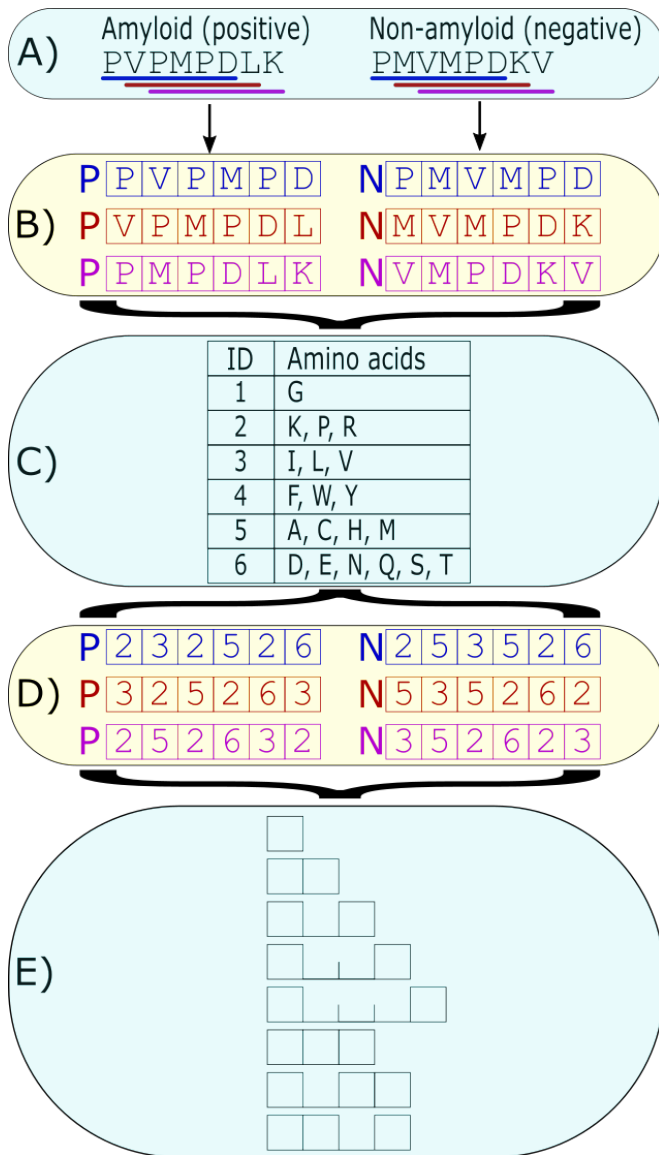 A)
Amyloid (positive) Non-amyloid (negative)
PVPMPDLK PMVMPDKV
B)
P P V P M P D N P M V M P D
P V P M P D L N M V M P D K
P P M P D L K N V M P D K V
C)
ID Amino acids
1 G
2 K, P, R
3 I, L, V
4 F, W, Y
5 A, C, H, M
6 D, E, N, Q, S, T
D)
P 2 3 2 5 2 6 N 2 5 3 5 2 6
P 3 2 5 2 6 3 N 5 3 5 2 6 2
P 2 5 2 6 3 2 N 3 5 2 6 2 3
E)